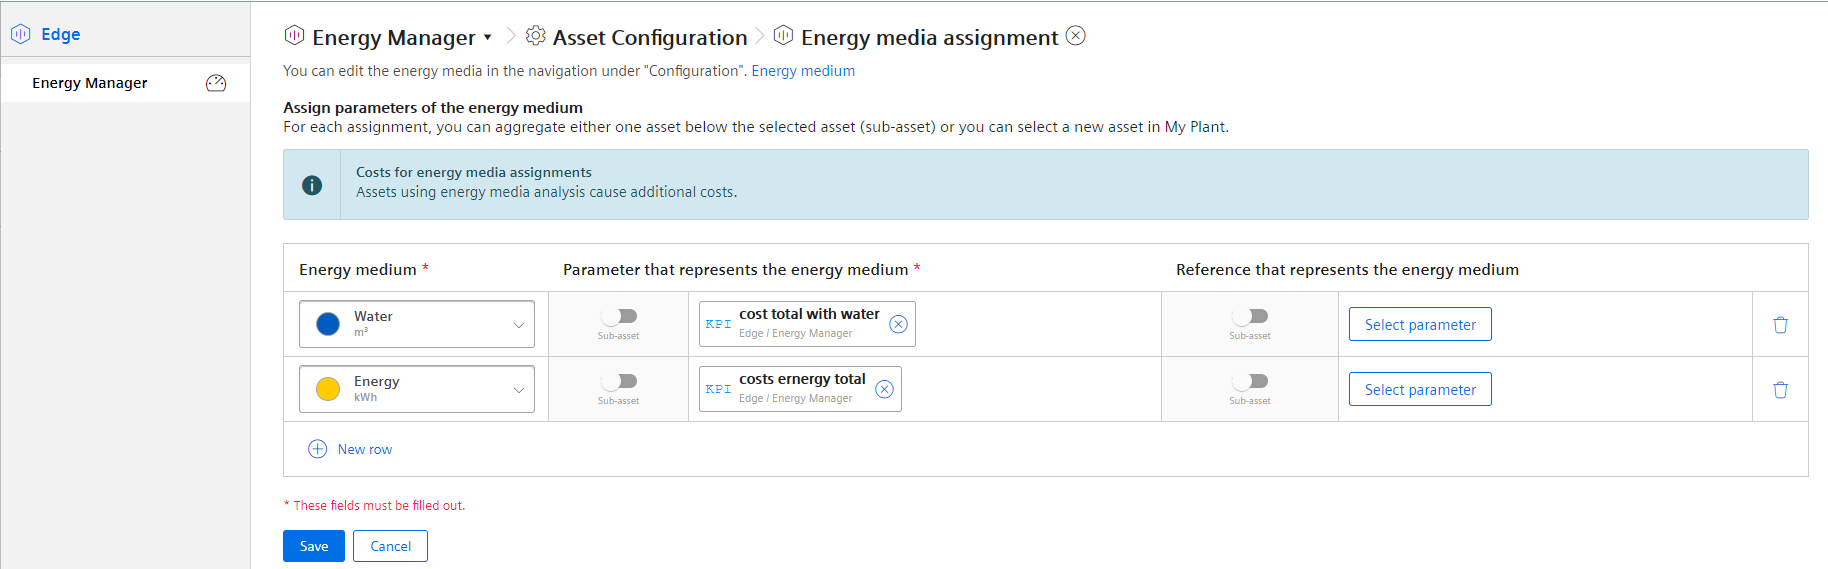 Edge
Energy Manager
Energy Manager
Asset Configuration
Energy media assignment
You can edit the energy media in the navigation under "Configuration". Energy medium
Assign parameters of the energy medium
For each assignment, you can aggregate either one asset below the selected asset (sub-asset) or you can select a new asset in My Plant.
Costs for energy media assignments
Assets using energy media analysis cause additional costs.
Energy medium *
Parameter that represents the energy medium *
Reference that represents the energy medium
Water
m³
Sub-asset
KPI
cost total with water
Edge / Energy Manager
Sub-asset
Select parameter
Energy
kWh
Sub-asset
KPI
costs ernergy total
Edge / Energy Manager
Sub-asset
Select parameter
New row
* These fields must be filled out.
Save
Cancel